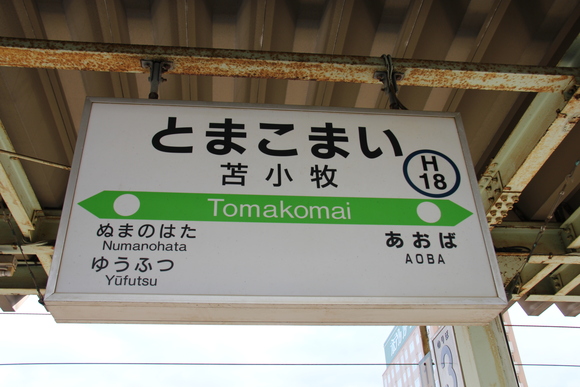 とまこまい
苫小牧
H
18
Tomakomai
ぬまのはた
Numanohata
ゆうふつ
Yūfutsu
あおば
AOBA
3